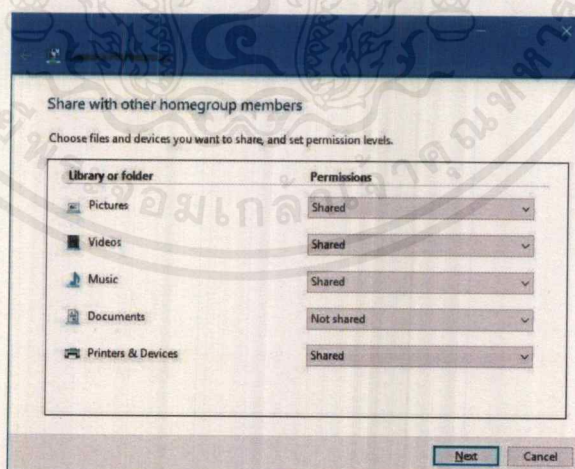 Share with other homegroup members
Choose files and devices you want to share, and set permission levels.
Library or folder Permissions
Pictures Shared
Videos Shared
Music Shared
Documents Not shared
Printers & Devices Shared
Next Cancel